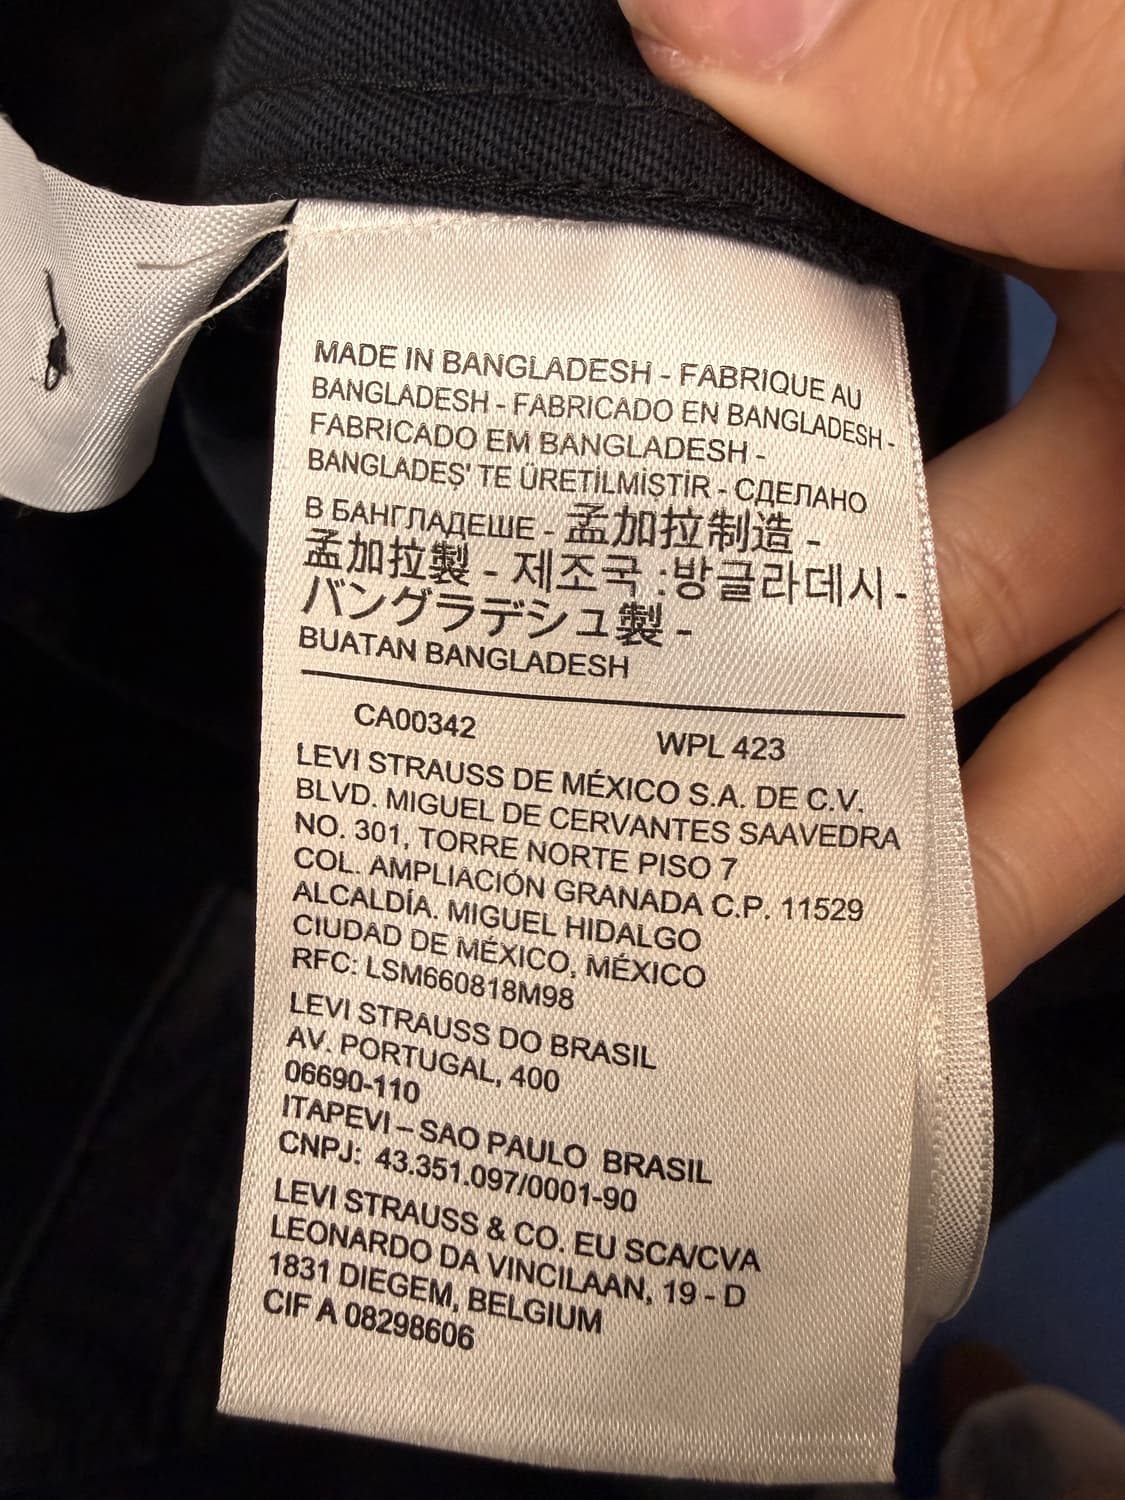 MADE IN BANGLADESH - FABRIQUE AU
BANGLADESH - FABRICADO EN BANGLADESH -
FABRICADO EM BANGLADESH -
BANGLADEŞ' TE ÜRETİLMİŞTİR - СДЕЛАНО
В БАНГЛАДЕШЕ - 孟加拉制造 -
孟加拉製 - 제조국 :방글라데시 -
バングラデシュ製 -
BUATAN BANGLADESH
CA00342 WPL 423
LEVI STRAUSS DE MÉXICO S.A. DE C.V.
BLVD. MIGUEL DE CERVANTES SAAVEDRA
NO. 301, TORRE NORTE PISO 7
COL. AMPLIACIÓN GRANADA C.P. 11529
ALCALDÍA. MIGUEL HIDALGO
CIUDAD DE MÉXICO, MÉXICO
RFC: LSM660818M98
LEVI STRAUSS DO BRASIL
AV. PORTUGAL, 400
06690-110
ITAPEVI – SAO PAULO BRASIL
CNPJ: 43.351.097/0001-90
LEVI STRAUSS & CO. EU SCA/CVA
LEONARDO DA VINCILAAN, 19 - D
1831 DIEGEM, BELGIUM
CIF A 08298606